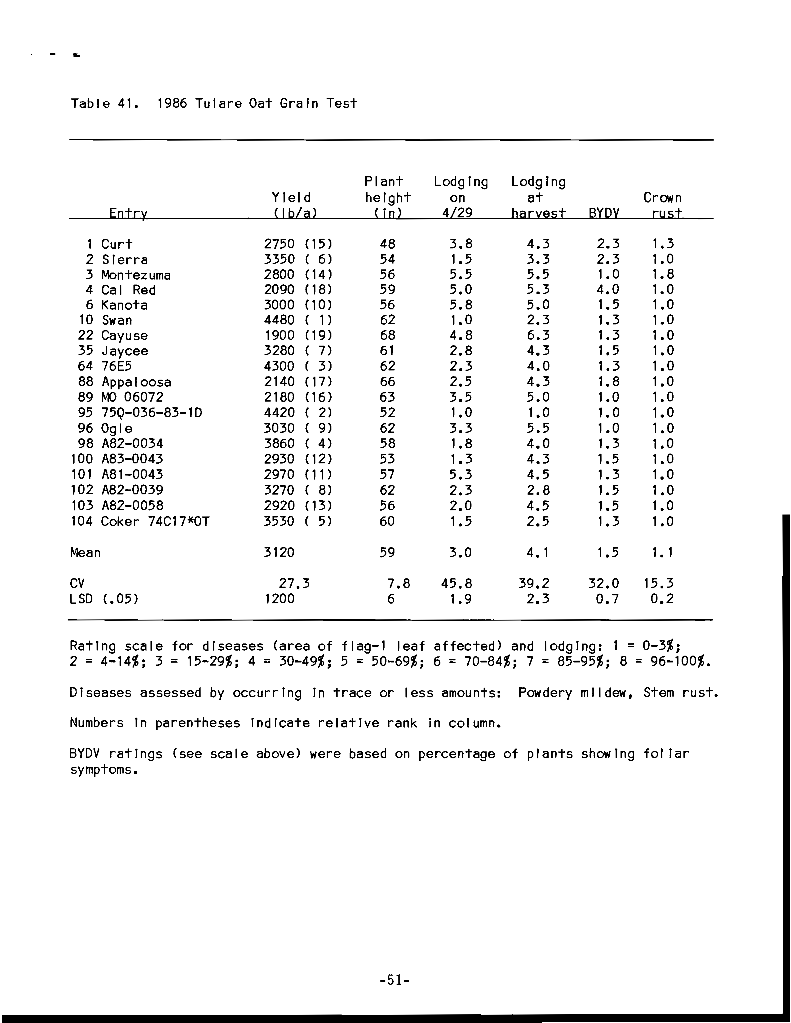 Table 41. 1986 Tulare Oat Grain Test
Plant Lodging Lodging
Yield height on at Crown
Entry (lb/a) (in) 4/29 harvest BYDV rust
1 Curt 2750 (15) 48 3.8 4.3 2.3 1.3
2 Sierra 3350 ( 6) 54 1.5 3.3 2.3 1.0
3 Montezuma 2800 (14) 56 5.5 5.5 1.0 1.8
4 Cal Red 2090 (18) 59 5.0 5.3 4.0 1.0
6 Kanota 3000 (10) 56 5.8 5.0 1.5 1.0
10 Swan 4480 ( 1) 62 1.0 2.3 1.3 1.0
22 Cayuse 1900 (19) 68 4.8 6.3 1.3 1.0
35 Jaycee 3280 ( 7) 61 2.8 4.3 1.5 1.0
64 76E5 4300 ( 3) 62 2.3 4.0 1.3 1.0
88 Appaloosa 2140 (17) 66 2.5 4.3 1.8 1.0
89 MO 06072 2180 (16) 63 3.5 5.0 1.0 1.0
95 75Q-036-83-1D 4420 ( 2) 52 1.0 1.0 1.0 1.0
96 Ogle 3030 ( 9) 62 3.3 5.5 1.0 1.0
98 A82-0034 3860 ( 4) 58 1.8 4.0 1.3 1.0
100 A83-0043 2930 (12) 53 1.3 4.3 1.5 1.0
101 A81-0043 2970 (11) 57 5.3 4.5 1.3 1.0
102 A82-0039 3270 ( 8) 62 2.3 2.8 1.5 1.0
103 A82-0058 2920 (13) 56 2.0 4.5 1.5 1.0
104 Coker 74C17*OT 3530 ( 5) 60 1.5 2.5 1.3 1.0
Mean 3120 59 3.0 4.1 1.5 1.1
CV 27.3 7.8 45.8 39.2 32.0 15.3
LSD (.05) 1200 6 1.9 2.3 0.7 0.2
Rating scale for diseases (area of flag-1 leaf affected) and lodging: 1 = 0-3%;
2 = 4-14%; 3 = 15-29%; 4 = 30-49%; 5 = 50-69%; 6 = 70-84%; 7 = 85-95%; 8 = 96-100%.
Diseases assessed by occurring in trace or less amounts: Powdery mildew, Stem rust.
Numbers in parentheses indicate relative rank in column.
BYDV ratings (see scale above) were based on percentage of plants showing foliar
symptoms.
-51-